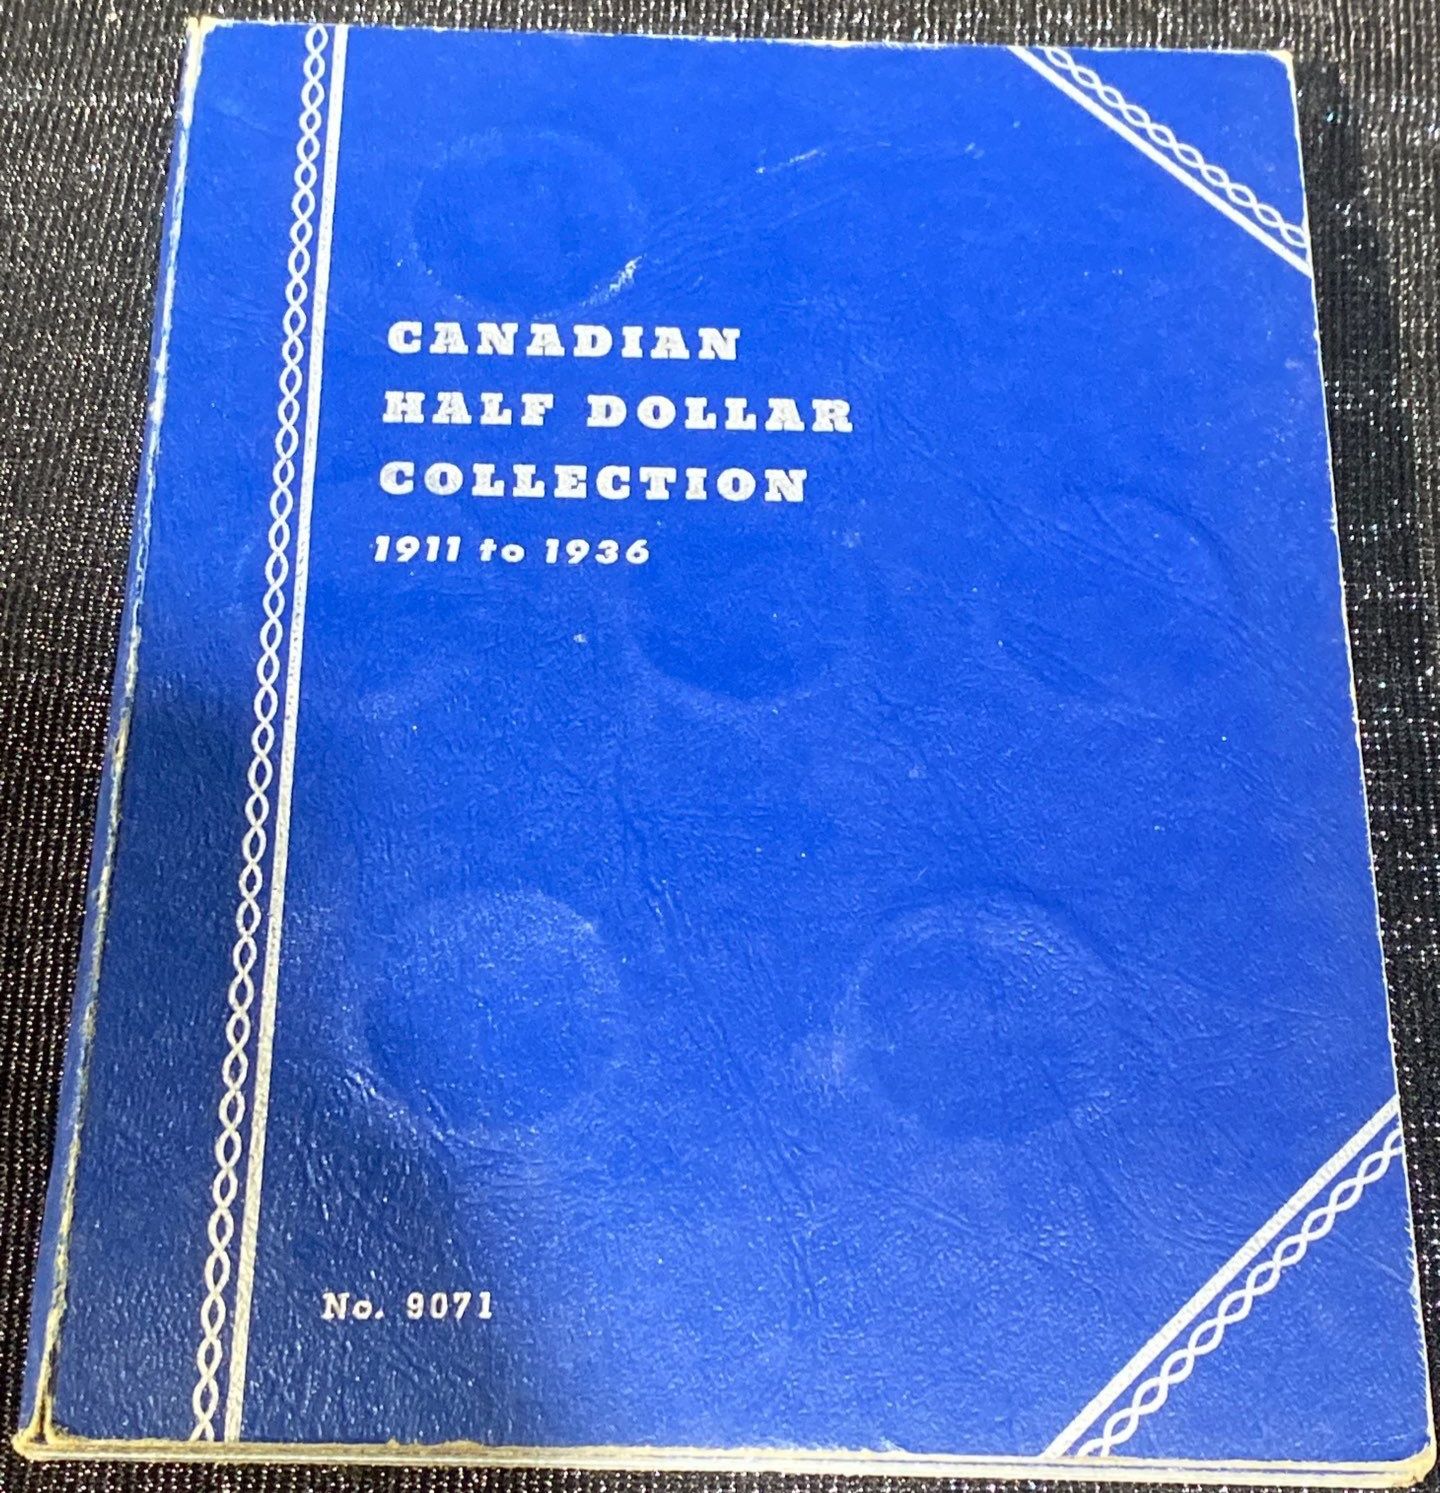 CANADIAN
HALF DOLLAR
COLLECTION
1911 to 1936
No. 9071